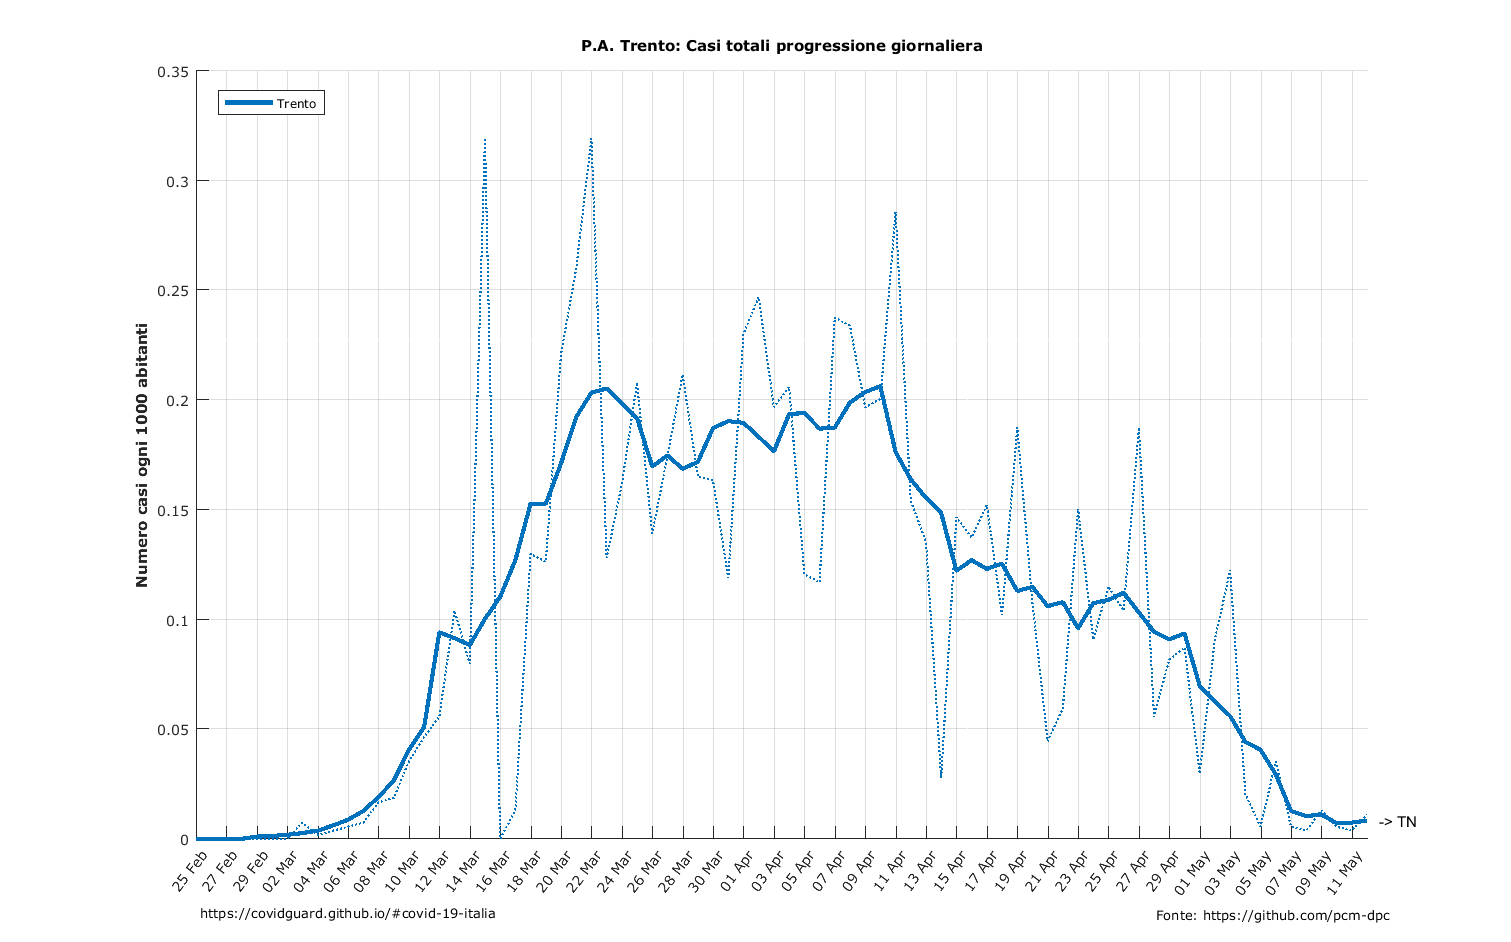 P.A. Trento: Casi totali progressione giornaliera
0.35
0.3
0.25
0.2
0.15
0.1
0.05
0
Numero casi ogni 1000 abitanti
Trento
-> TN
25 Feb
27 Feb
29 Feb
02 Mar
04 Mar
06 Mar
08 Mar
10 Mar
12 Mar
14 Mar
16 Mar
18 Mar
20 Mar
22 Mar
24 Mar
26 Mar
28 Mar
30 Mar
01 Apr
03 Apr
05 Apr
07 Apr
09 Apr
11 Apr
13 Apr
15 Apr
17 Apr
19 Apr
21 Apr
23 Apr
25 Apr
27 Apr
29 Apr
01 May
03 May
05 May
07 May
09 May
11 May
https://covidguard.github.io/#covid-19-italia
Fonte: https://github.com/pcm-dpc